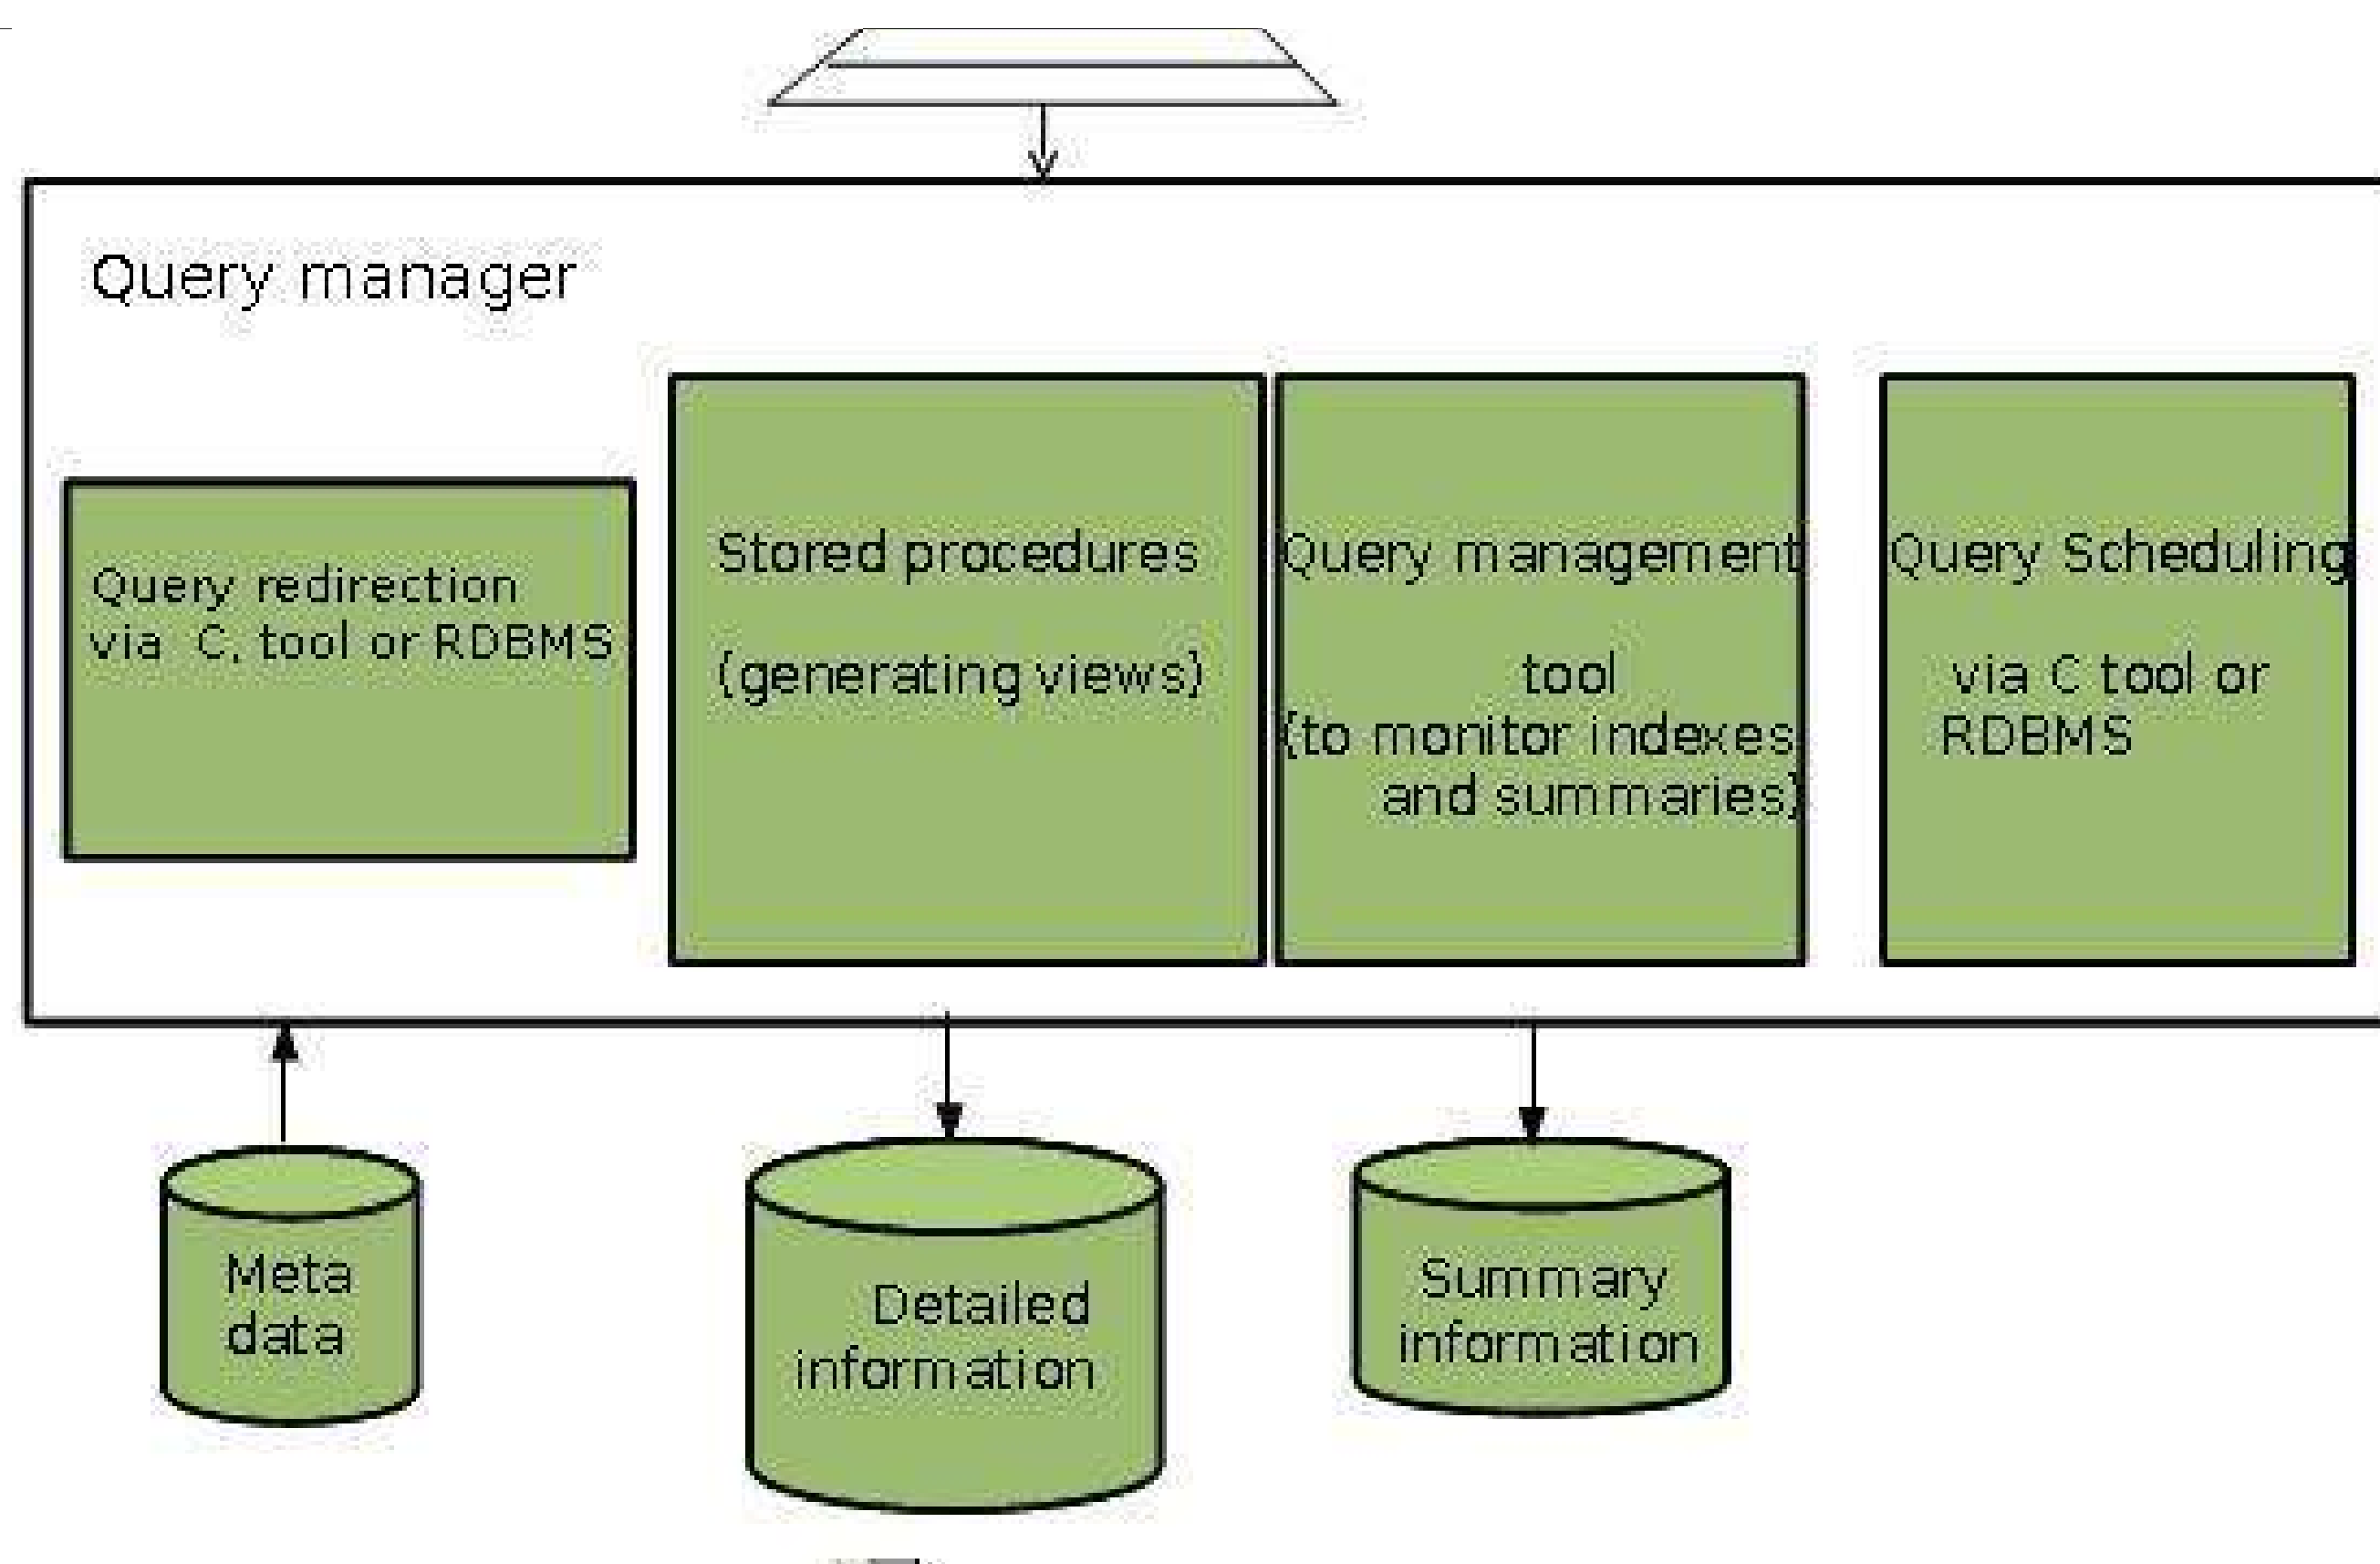 Query manager
Query redirection
via C, tool or RDBMS
Stored procedures
(generating views)
Query management
tool
(to monitor indexes
and summaries)
Query Scheduling
via C tool or
RDBMS
Meta
data
Detailed
information
Summary
information